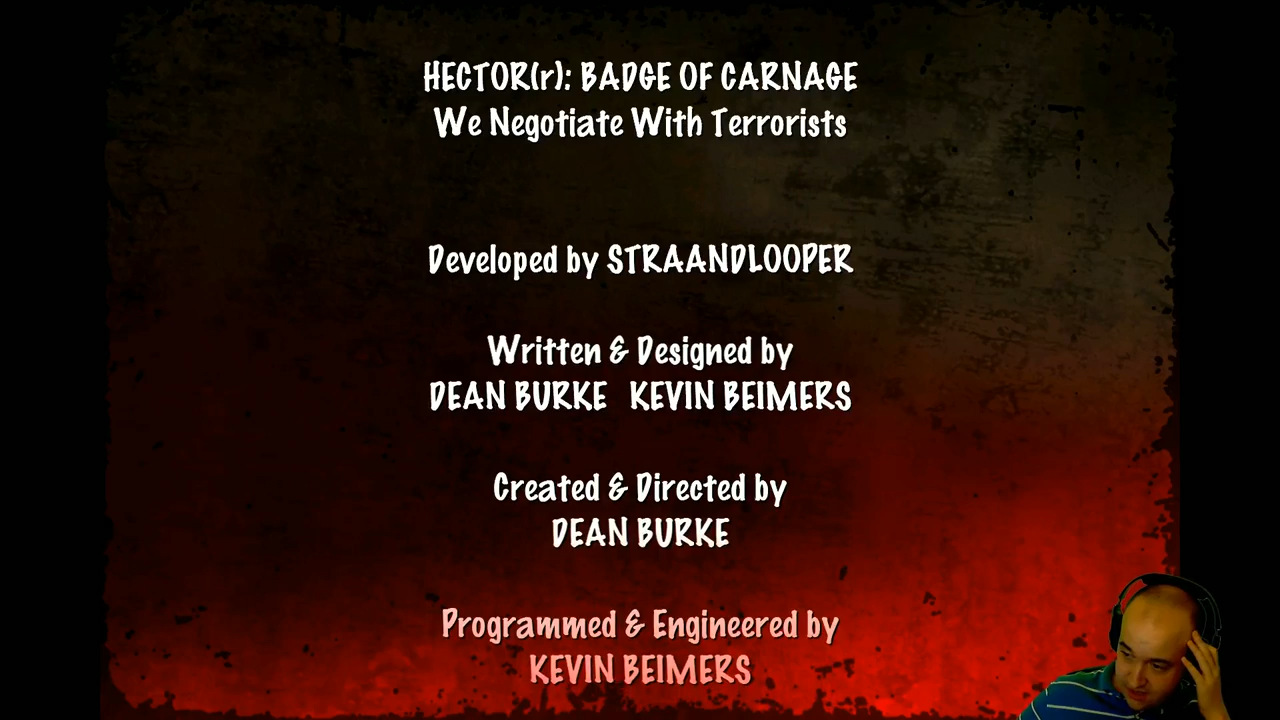 HECTOR(r): BADGE OF CARNAGE
We Negotiate With Terrorists
Developed by STRAANDLOOPER
Written & Designed by
DEAN BURKE KEVIN BEIMERS
Created & Directed by
DEAN BURKE
Programmed & Engineered by
KEVIN BEIMERS